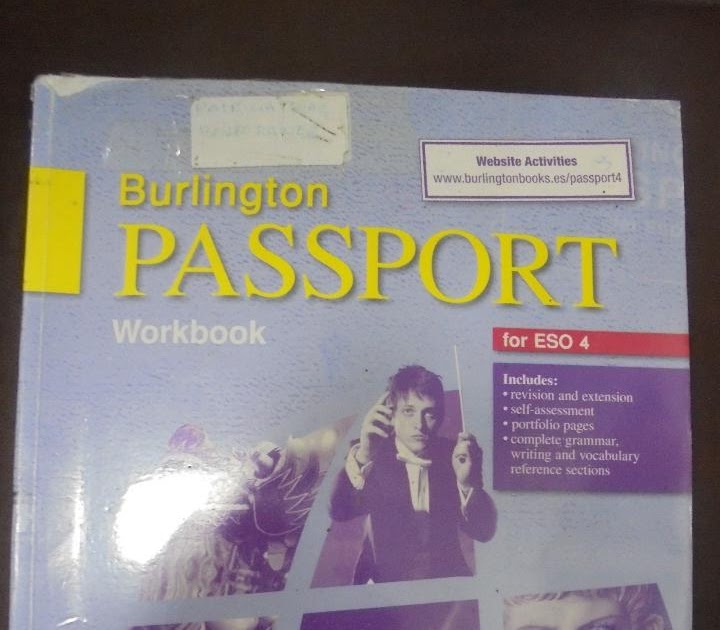 Website Activities
www.burlingtonbooks.es/passport4
Burlington
PASSPORT
Workbook
for ESO 4
Includes:
• revision and extension
• self-assessment
• portfolio pages
• complete grammar,
writing and vocabulary
reference sections